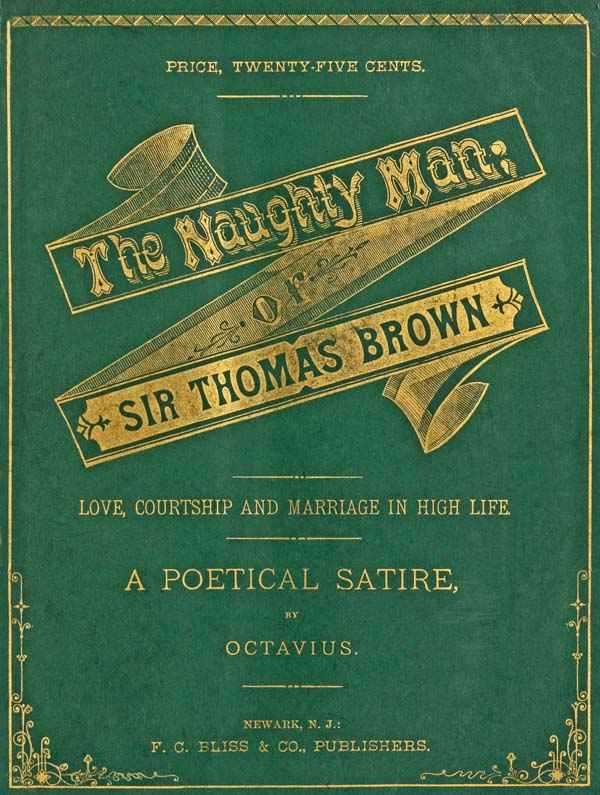 PRICE, TWENTY-FIVE CENTS.
The Naughty Man;
Or
SIR THOMAS BROWN
LOVE, COURTSHIP AND MARRIAGE IN HIGH LIFE.
A POETICAL SATIRE,
BY
OCTAVIUS.
NEWARK, N. J.:
F. C. BLISS & CO., PUBLISHERS.